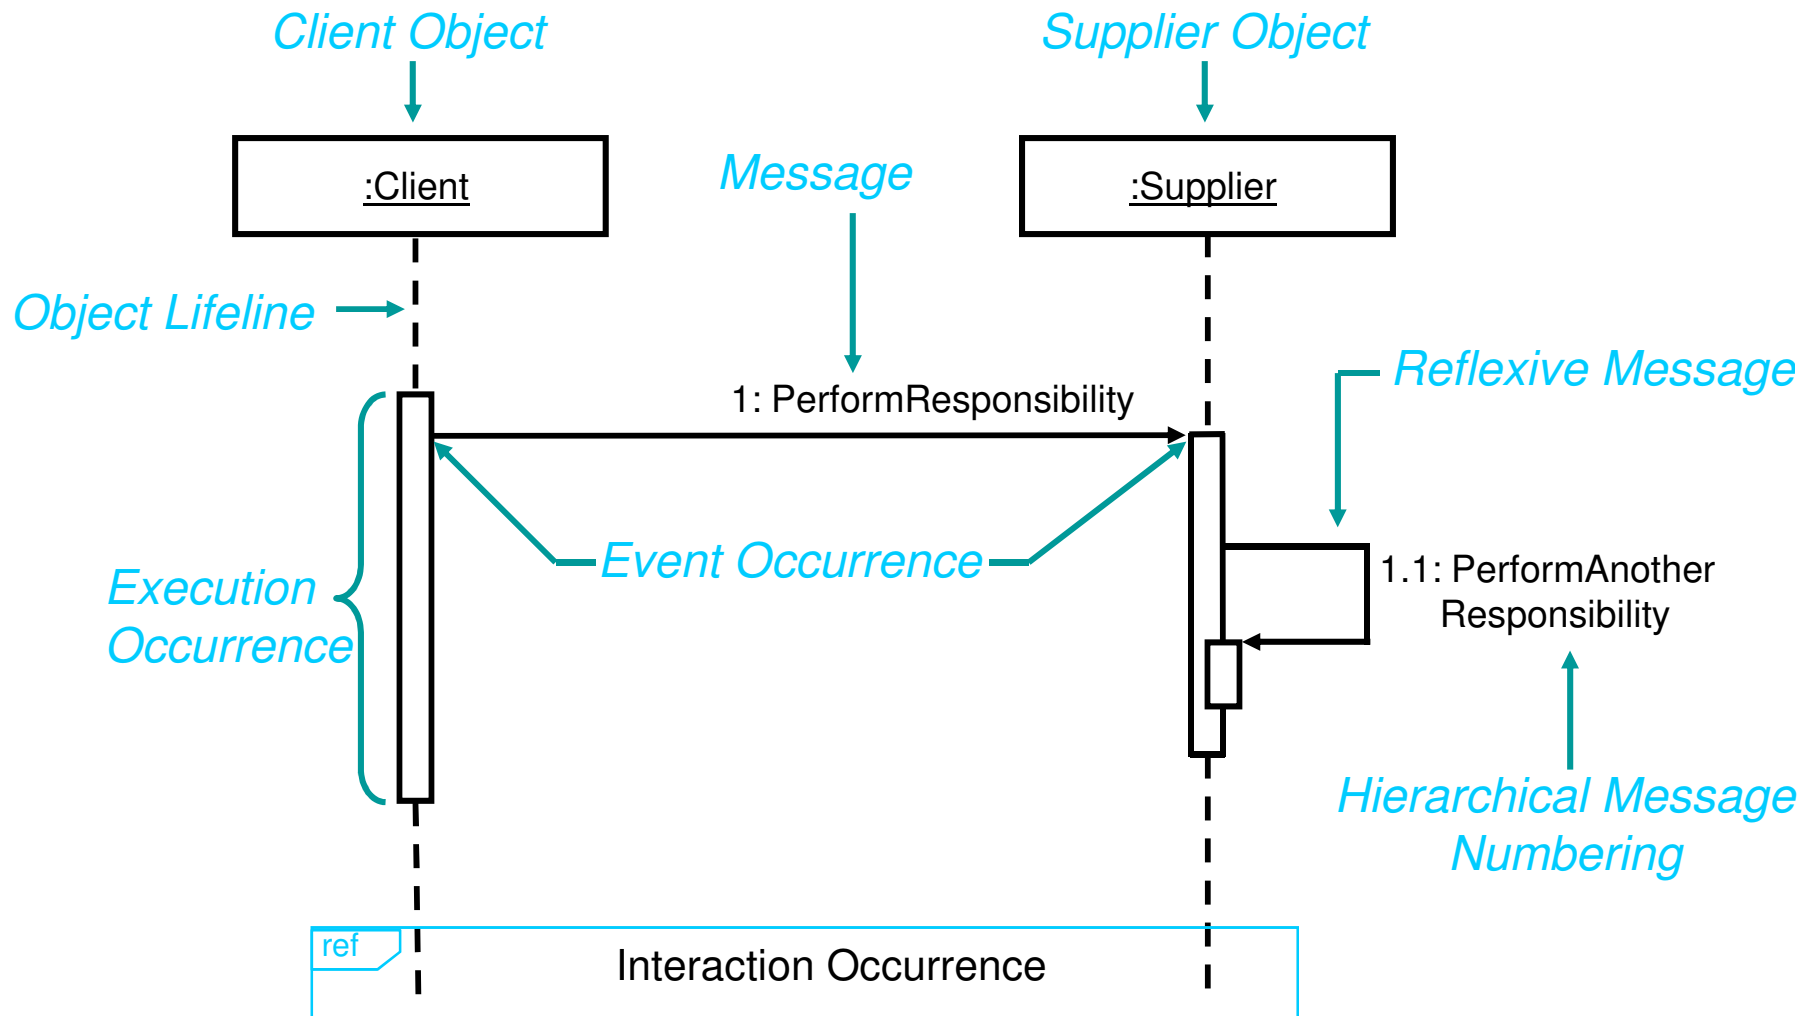 Client Object
Supplier Object
Message
:Client
:Supplier
Object Lifeline
Reflexive Message
1: PerformResponsibility
Event Occurrence
1.1: PerformAnother
Responsibility
Execution
Occurrence
Hierarchical Message
Numbering
ref
Interaction Occurrence